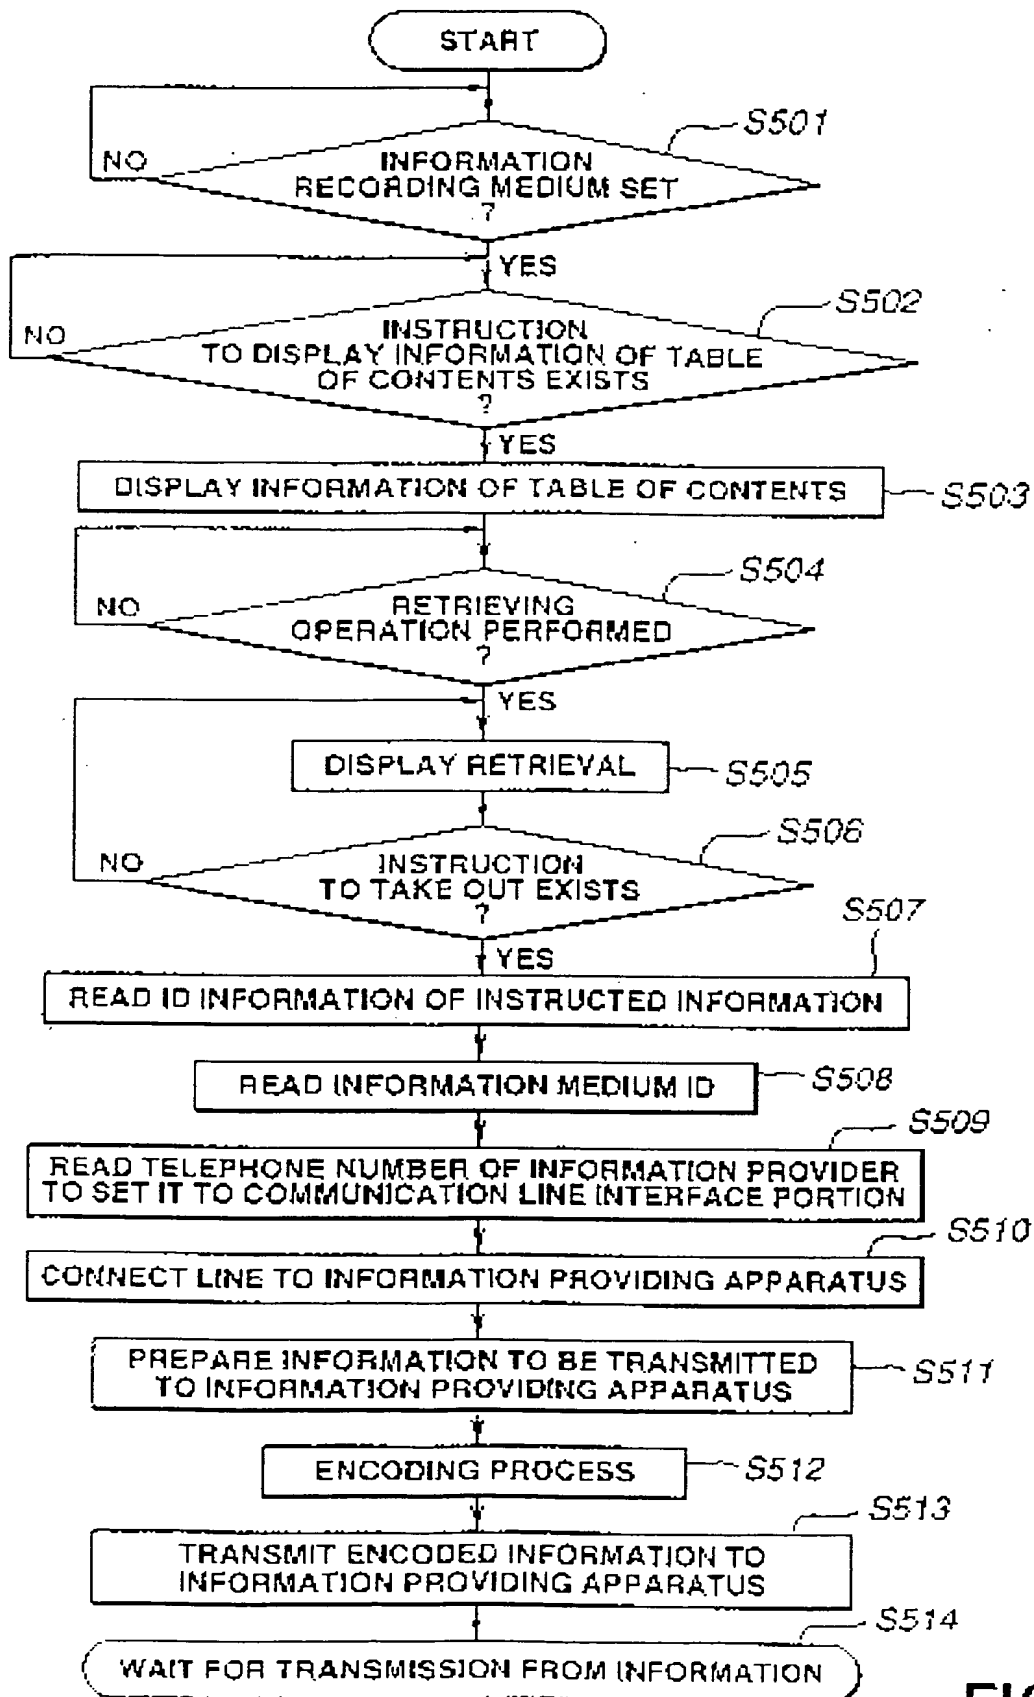 START
S501
NO
INFORMATION
RECORDING MEDIUM SET
?
YES
S502
NO
INSTRUCTION
TO DISPLAY INFORMATION OF TABLE
OF CONTENTS EXISTS
?
YES
DISPLAY INFORMATION OF TABLE OF CONTENTS
S503
S504
NO
RETRIEVING
OPERATION PERFORMED
?
YES
DISPLAY RETRIEVAL
S505
S506
NO
INSTRUCTION
TO TAKE OUT EXISTS
?
S507
YES
READ ID INFORMATION OF INSTRUCTED INFORMATION
READ INFORMATION MEDIUM ID
S508
S509
READ TELEPHONE NUMBER OF INFORMATION PROVIDER
TO SET IT TO COMMUNICATION LINE INTERFACE PORTION
S510
CONNECT LINE TO INFORMATION PROVIDING APPARATUS
PREPARE INFORMATION TO BE TRANSMITTED
TO INFORMATION PROVIDING APPARATUS
S511
ENCODING PROCESS
S512
S513
TRANSMIT ENCODED INFORMATION TO
INFORMATION PROVIDING APPARATUS
S514
WAIT FOR TRANSMISSION FROM INFORMATION